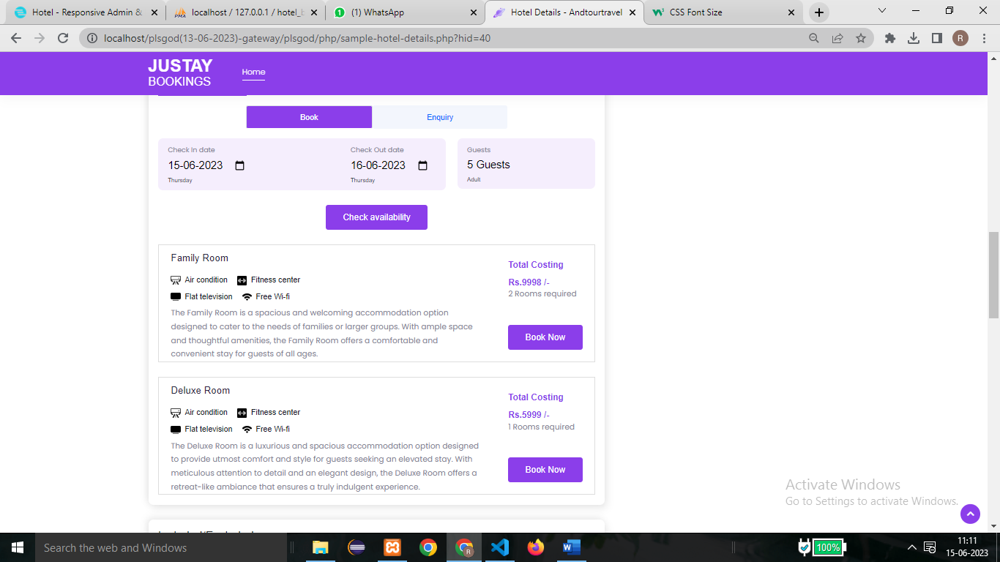 Hotel - Responsive Admin &
localhost / 127.0.0.1 / hotel_b
(1) WhatsApp
Hotel Details - Andtourtravel
CSS Font Size
localhost/plsgod(13-06-2023)-gateway/plsgod/php/sample-hotel-details.php?hid=40
R
JUSTAY
BOOKINGS
Home
Book
Enquiry
Check In date
Check Out date
Guests
15-06-2023
16-06-2023
5 Guests
Thursday
Thursday
Adult
Check availability
Family Room
Total Costing
Air condition
Fitness center
Rs.9998 /-
2 Rooms required
Flat television
Free Wi-fi
The Family Room is a spacious and welcoming accommodation option
designed to cater to the needs of families or larger groups. With ample space
and thoughtful amenities, the Family Room offers a comfortable and
convenient stay for guests of all ages.
Book Now
Deluxe Room
Total Costing
Air condition
Fitness center
Rs.5999 /-
1 Rooms required
Flat television
Free Wi-fi
The Deluxe Room is a luxurious and spacious accommodation option designed
to provide utmost comfort and style for guests seeking an elevated stay. With
meticulous attention to detail and an elegant design, the Deluxe Room offers a
retreat-like ambiance that ensures a truly indulgent experience.
Book Now
Activate Windows
Go to Settings to activate Windows.
Search the web and Windows
100%
11:11
15-06-2023